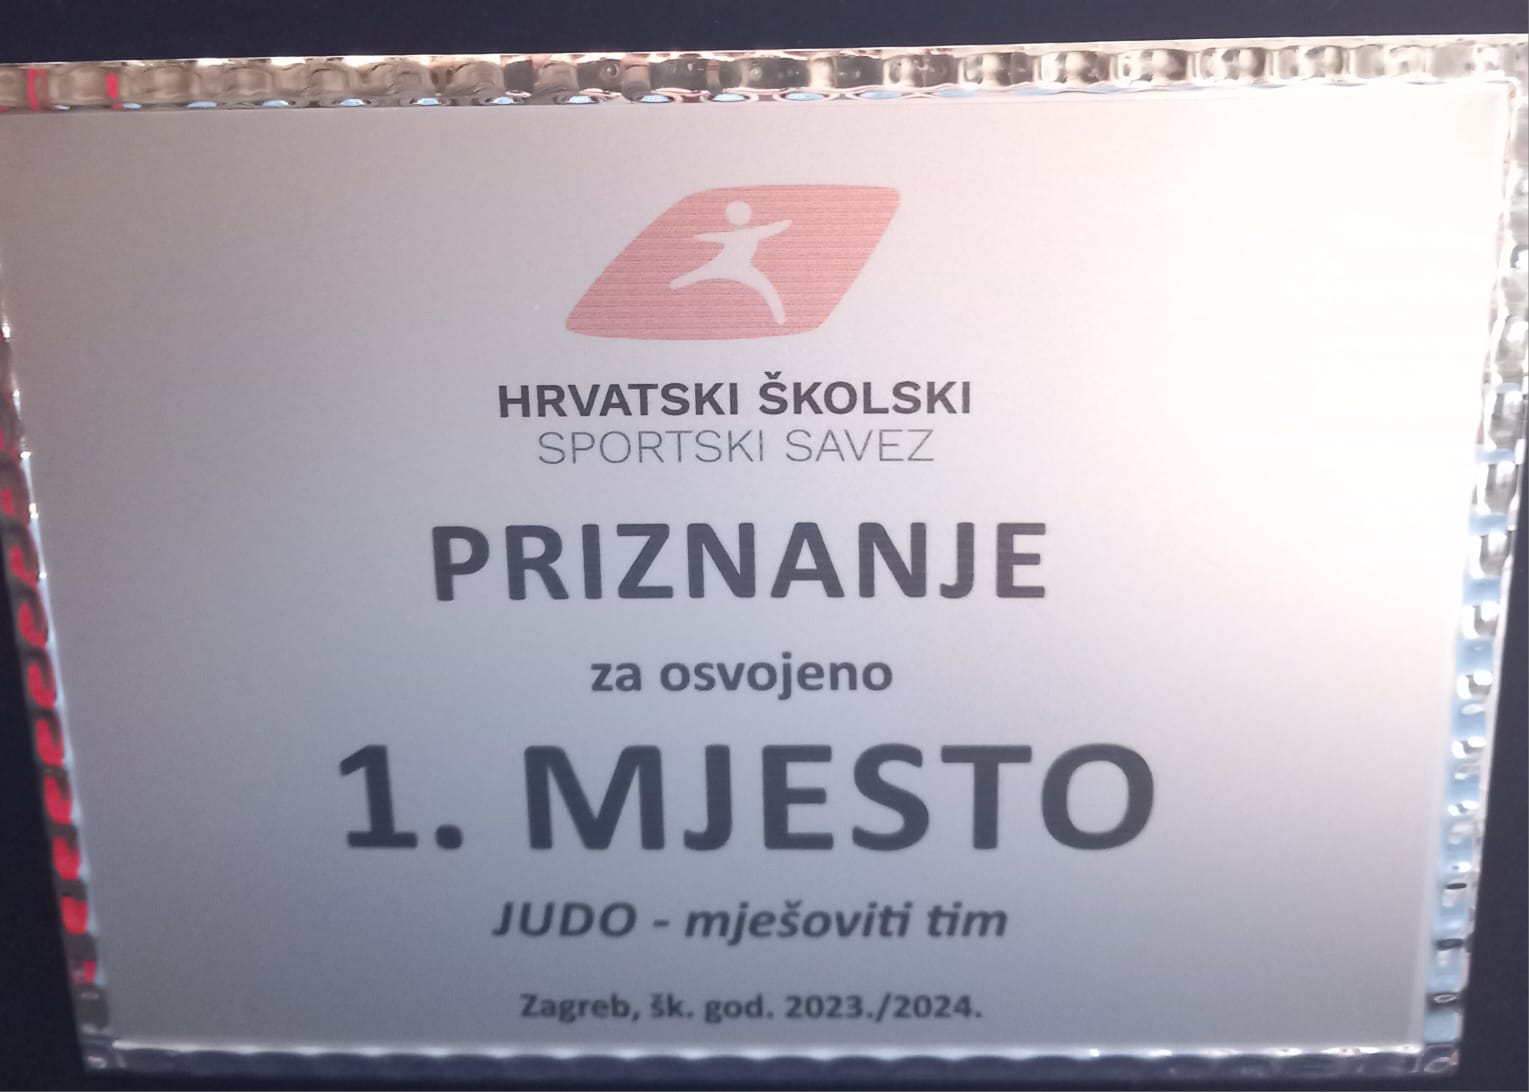 HRVATSKI ŠKOLSKI
SPORTSKI SAVEZ
PRIZNANJE
za osvojeno
1. MJESTO
JUDO - mješoviti tim
Zagreb, šk. god. 2023./2024.